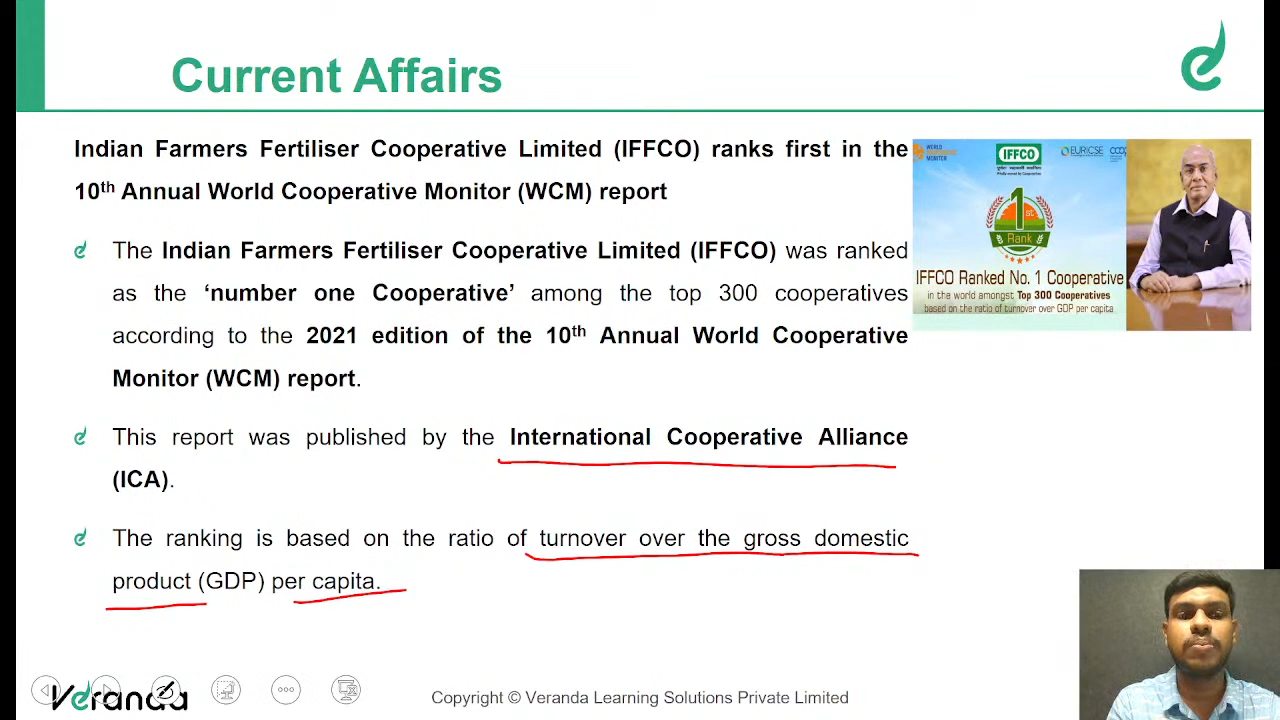 Current Affairs
Indian Farmers Fertiliser Cooperative Limited (IFFCO) ranks first in the
10th Annual World Cooperative Monitor (WCM) report
The Indian Farmers Fertiliser Cooperative Limited (IFFCO) was ranked
as the ‘number one Cooperative’ among the top 300 cooperatives
according to the 2021 edition of the 10th Annual World Cooperative
Monitor (WCM) report.
This report was published by the International Cooperative Alliance
(ICA).
The ranking is based on the ratio of turnover over the gross domestic
product (GDP) per capita.
WORLD
MONITOR
IFFCO
EURICSE
1st
Rank
IFFCO Ranked No. 1 Cooperative
in the world amongst Top 300 Cooperatives
based on the ratio of turnover over GDP per capita
Veranda
Copyright © Veranda Learning Solutions Private Limited